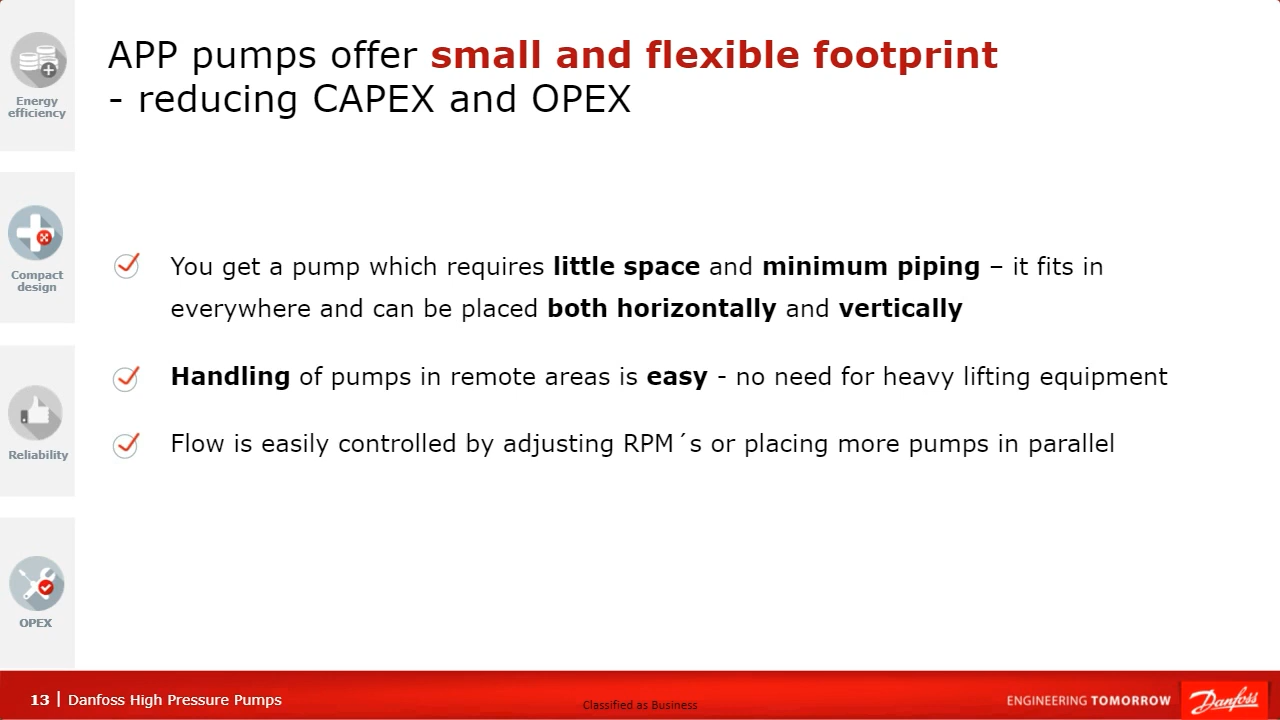 APP pumps offer small and flexible footprint
- reducing CAPEX and OPEX
Energy
efficiency
Compact
design
Reliability
OPEX
You get a pump which requires little space and minimum piping – it fits in
everywhere and can be placed both horizontally and vertically
Handling of pumps in remote areas is easy - no need for heavy lifting equipment
Flow is easily controlled by adjusting RPM´s or placing more pumps in parallel
13 | Danfoss High Pressure Pumps
Classified as Business
ENGINEERING TOMORROW
Danfoss